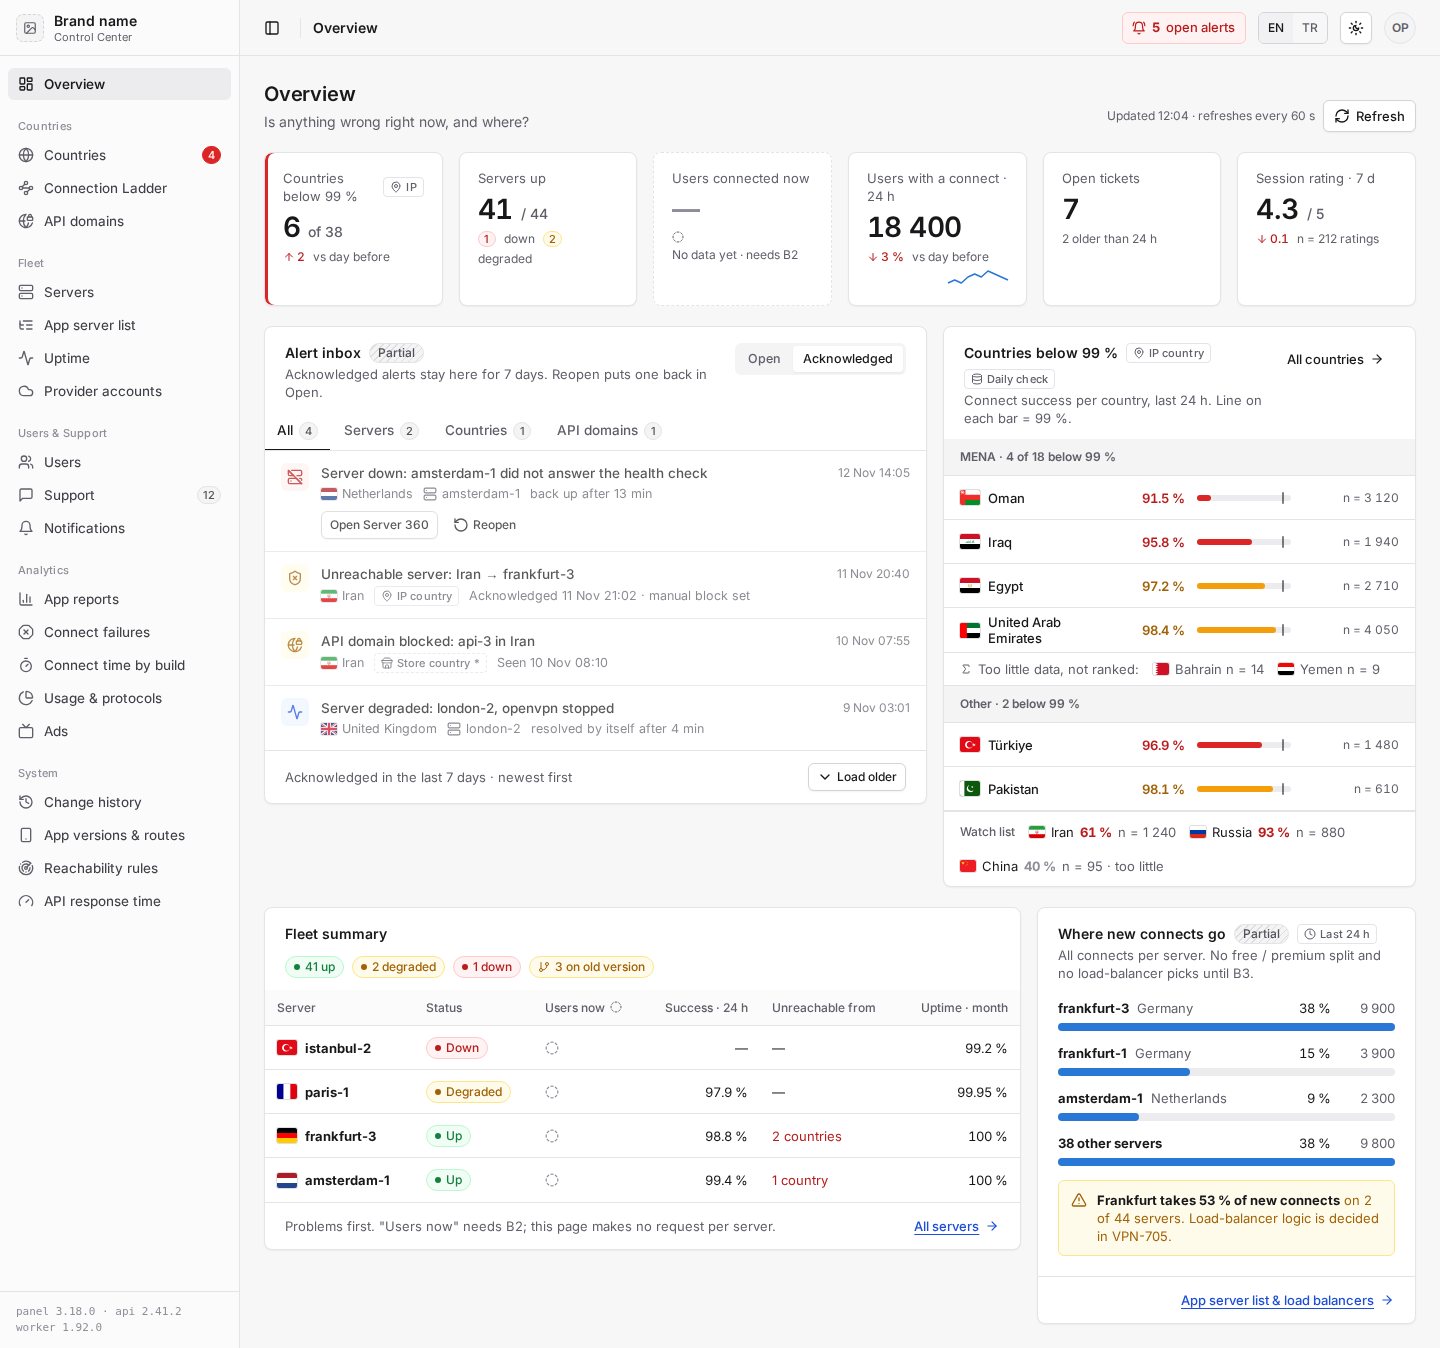 Brand name
Control Center
Overview
Countries
Countries 4
Connection Ladder
API domains
Fleet
Servers
App server list
Uptime
Provider accounts
Users & Support
Users
Support 12
Notifications
Analytics
App reports
Connect failures
Connect time by build
Usage & protocols
Ads
System
Change history
App versions & routes
Reachability rules
API response time
panel 3.18.0 · api 2.41.2
worker 1.92.0
Overview
5 open alerts
EN TR
OP
Overview
Is anything wrong right now, and where?
Updated 12:04 · refreshes every 60 s
Refresh
Countries
below 99 %
IP
6 of 38
↑ 2 vs day before
Servers up
41 / 44
1 down 2
degraded
Users connected now
—
No data yet · needs B2
Users with a connect ·
24 h
18 400
↓ 3 % vs day before
Open tickets
7
2 older than 24 h
Session rating · 7 d
4.3 / 5
↓ 0.1 n = 212 ratings
Alert inbox Partial
Acknowledged alerts stay here for 7 days. Reopen puts one back in
Open.
Open Acknowledged
All 4 Servers 2 Countries 1 API domains 1
Server down: amsterdam-1 did not answer the health check 12 Nov 14:05
Netherlands amsterdam-1 back up after 13 min
Open Server 360 Reopen
Unreachable server: Iran → frankfurt-3 11 Nov 20:40
Iran IP country Acknowledged 11 Nov 21:02 · manual block set
API domain blocked: api-3 in Iran 10 Nov 07:55
Iran Store country * Seen 10 Nov 08:10
Server degraded: london-2, openvpn stopped 9 Nov 03:01
United Kingdom london-2 resolved by itself after 4 min
Acknowledged in the last 7 days · newest first
Load older
Countries below 99 % IP country
Daily check
Connect success per country, last 24 h. Line on
each bar = 99 %.
All countries →
MENA · 4 of 18 below 99 %
Oman 91.5 % n = 3 120
Iraq 95.8 % n = 1 940
Egypt 97.2 % n = 2 710
United Arab
Emirates 98.4 % n = 4 050
Σ Too little data, not ranked: Bahrain n = 14 Yemen n = 9
Other · 2 below 99 %
Türkiye 96.9 % n = 1 480
Pakistan 98.1 % n = 610
Watch list Iran 61 % n = 1 240 Russia 93 % n = 880
China 40 % n = 95 · too little
Fleet summary
41 up 2 degraded 1 down 3 on old version
Server Status Users now Success · 24 h Unreachable from Uptime · month
istanbul-2 Down — — 99.2 %
paris-1 Degraded 97.9 % — 99.95 %
frankfurt-3 Up 98.8 % 2 countries 100 %
amsterdam-1 Up 99.4 % 1 country 100 %
Problems first. "Users now" needs B2; this page makes no request per server.
All servers →
Where new connects go Partial Last 24 h
All connects per server. No free / premium split and
no load-balancer picks until B3.
frankfurt-3 Germany 38 % 9 900
frankfurt-1 Germany 15 % 3 900
amsterdam-1 Netherlands 9 % 2 300
38 other servers 38 % 9 800
Frankfurt takes 53 % of new connects on 2
of 44 servers. Load-balancer logic is decided
in VPN-705.
App server list & load balancers →